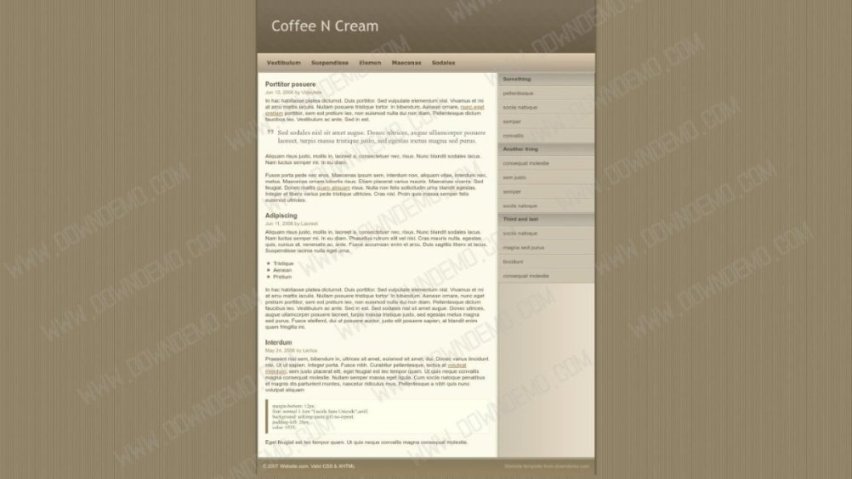 Coffee N Cream
Vestibulum Suspendisse Elemen Maecenas Sodales
Porttitor posuere
In hac habitasse platea dictumst. Duis porttitor. Sed vulputate elementum nisl. Vivamus et mi
at arcu mattis iaculis. Nullam posuere tristique tortor. In bibendum. Aenean ornare, nunc eget
pretium porttitor, sem est pretium leo, non euismod nulla dui non diam. Pellentesque dictum
faucibus leo. Vestibulum ac ante. Sed in est.
Sed sodales nisl sit amet augue. Donec ultrices, augue ullamcorper posuere
laoreet, turpis massa tristique justo, sed egestas metus magna sed purus.
Aliquam risus justo, mollis in, laoreet a, consectetuer nec, risus. Nunc blandit sodales lacus.
Nam luctus semper mi. In eu diam.
Fusce porta pede nec eros. Maecenas ipsum sem, interdum non, aliquam vitae, interdum nec,
metus. Maecenas ornare lobortis risus. Etiam placerat varius mauris. Maecenas viverra. Sed
feugiat. Donec mattis quam aliquam risus. Nulla non felis sollicitudin urna blandit egestas.
Integer et libero varius pede tristique ultricies. Cras nisl. Proin quis massa semper felis
euismod ultricies.
Adipiscing
Jun 11, 2006 by Laoreet
Aliquam risus justo, mollis in, laoreet a, consectetuer nec, risus. Nunc blandit sodales lacus.
Nam luctus semper mi. In eu diam. Phasellus rutrum elit vel nisi. Cras mauris nulla, egestas
quis, cursus at, venenatis ac, ante. Fusce accumsan enim et arcu. Duis sagittis libero at lacus.
Suspendisse lacinia nulla eget urna.
Tristique
Aenean
Pretium
In hac habitasse platea dictumst. Duis porttitor. Sed vulputate elementum nisl. Vivamus et
mi at arcu mattis iaculis. Nullam posuere tristique tortor. In bibendum. Aenean ornare, nunc eget
pretium porttitor, sem est pretium leo, non euismod nulla dui non diam. Pellentesque dictum
faucibus leo. Vestibulum ac ante. Sed in est. Sed sodales nisl sit amet augue. Donec ultrices,
augue ullamcorper posuere laoreet, turpis massa tristique justo, sed egestas metus magna
sed purus. Fusce eleifend, dui ut posuere auctor, justo elit posuere sapien, at blandit enim
quam fringilla mi.
Interdum
May 24, 2006 by Lectus
Praesent nisl sem, bibendum in, ultrices sit amet, euismod sit amet, dui. Donec varius tincidunt
nisi. Ut ut sapien. Integer porta. Fusce nibh. Curabitur pellentesque, lectus at volutpat
interdum, sem justo placerat elit, eget feugiat est leo tempor quam. Ut quis neque convallis
magna consequat molestie. Nullam semper massa eget ligula. Cum sociis natoque penatibus
et magnis dis parturient montes, nascetur ridiculus mus. Pellentesque a nibh quis nunc
volutpat aliquam
margin-bottom: 12px;
Eget feugiat est leo tempor quam. Ut quis neque convallis magna consequat molestie.
Something
pellentesque
sociis natoque
semper
convallis
Another thing
consequat molestie
sem justo
semper
sociis natoque
Third and last
sociis natoque
magna sed purus
tincidunt
consequat molestie
Website.com. Valid CSS & XHTML
Website template from
WWW.DOWNDEMO.COM